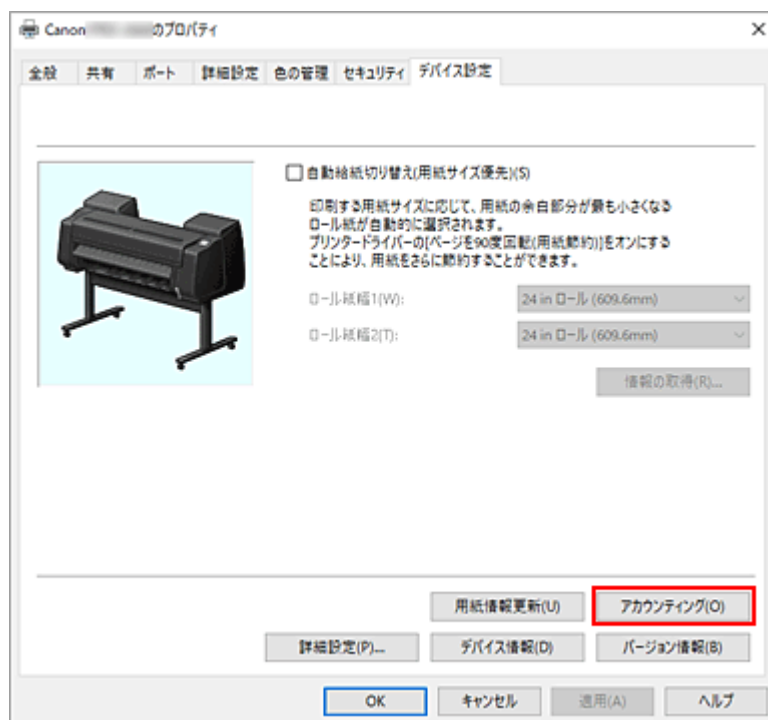 Canon のプロパティ
全般 共有 ポート 詳細設定 色の管理 セキュリティ デバイス設定
自動給紙切り替え(用紙サイズ優先)(S)
印刷する用紙サイズに応じて、用紙の余白部分が最も小さくなる
ロール紙が自動的に選択されます。
プリンタードライバーの[ページを90度回転(用紙節約)]をオンにする
ことにより、用紙をさらに節約することができます。
ロール紙幅1(W): 24 in ロール (609.6mm)
ロール紙幅2(T): 24 in ロール (609.6mm)
情報の取得(R)...
用紙情報更新(U) アカウンティング(O)
詳細設定(P)... デバイス情報(D) バージョン情報(B)
OK キャンセル 適用(A) ヘルプ